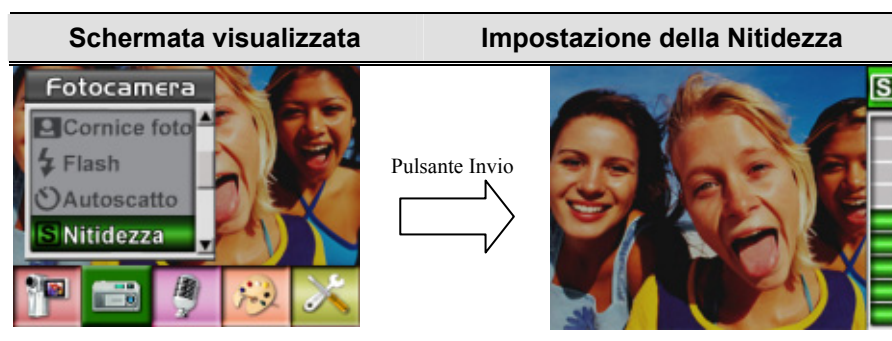 Schermata visualizzata
Impostazione della Nitidezza
Fotocamera
Cornice foto
Flash
Autoscatto
S Nitidezza
Pulsante Invio
S